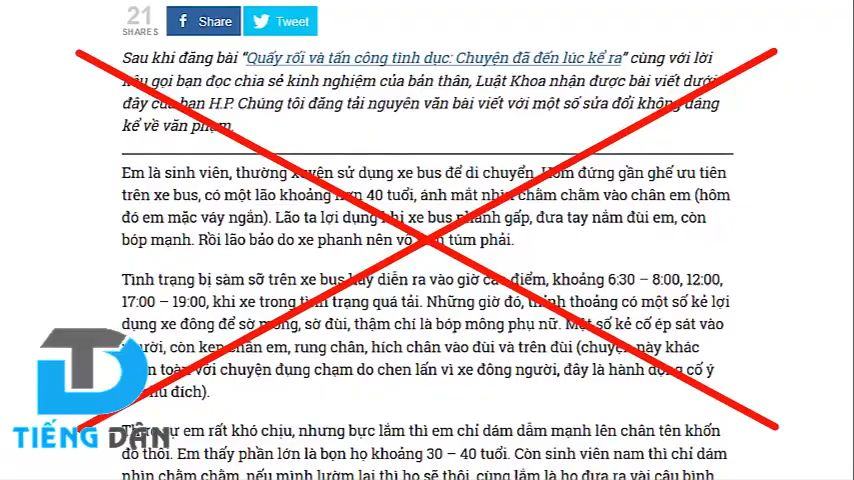 21
SHARES
Share
Tweet
Sau khi đăng bài “Quấy rối và tấn công tình dục: Chuyện đã đến lúc kể ra” cùng với lời
kêu gọi bạn đọc chia sẻ kinh nghiệm của bản thân, Luật Khoa nhận được bài viết dưới
đây của bạn H.P. Chúng tôi đăng tải nguyên văn bài viết với một số sửa đổi không đáng
kể về văn phạm.
Em là sinh viên, thường xuyên sử dụng xe bus để di chuyển. Hôm đứng gần ghế ưu tiên
trên xe bus, có một lão khoảng hơn 40 tuổi, ánh mắt nhìn chằm chằm vào chân em (hôm
đó em mặc váy ngắn). Lão ta lợi dụng khi xe bus phanh gấp, đưa tay nắm đùi em, còn
bóp mạnh. Rồi lão bảo do xe phanh nên vô túm phải.
Tình trạng bị sàm sỡ trên xe bus hay diễn ra vào giờ cao điểm, khoảng 6:30 – 8:00, 12:00,
17:00 – 19:00, khi xe trong tình trạng quá tải. Những giờ đó, thỉnh thoảng có một số kẻ lợi
dụng xe đông để sờ mông, sờ đùi, thậm chí là bóp mông phụ nữ. Một số kẻ cố ép sát vào
người, còn kẹp chân em, rung chân, hích chân vào đùi và trên đùi (chuyện này khác
toàn với chuyện đụng chạm do chen lấn vì xe đông người, đây là hành động cố ý
chủ đích).
Thực sự em rất khó chịu, nhưng bực lắm thì em chỉ dám dẫm mạnh lên chân tên khốn
đó thôi. Em thấy phần lớn là bọn họ khoảng 30 – 40 tuổi. Còn sinh viên nam thì chỉ dám
nhìn chằm chằm, nếu mình lườm lại thì họ sẽ thôi, cùng lắm là họ đưa ra vài câu bình
TIẾNG DÂN